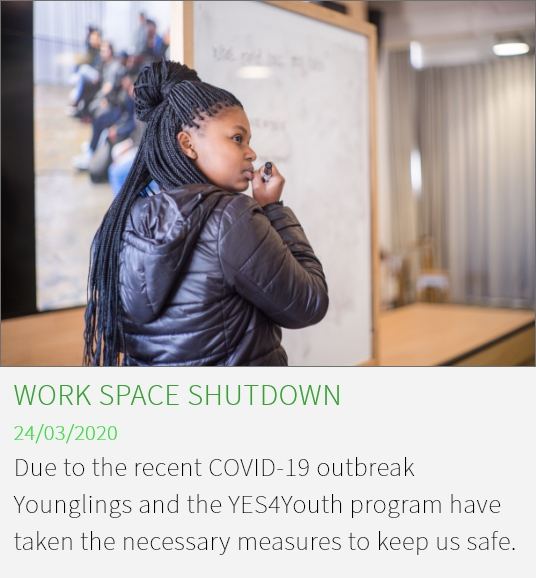 WORK SPACE SHUTDOWN
24/03/2020
Due to the recent COVID-19 outbreak
Younglings and the YES4Youth program have
taken the necessary measures to keep us safe.